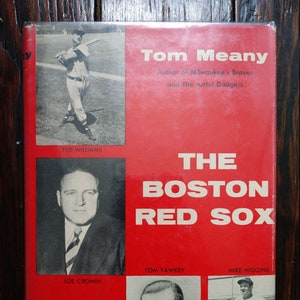 Tom Meany
Author of Milwaukee's Braves
and The Artful Dodgers
TED WILLIAMS
THE
BOSTON
RED SOX
JOE CRONIN
TOM YAWKEY
MIKE HIGGINS